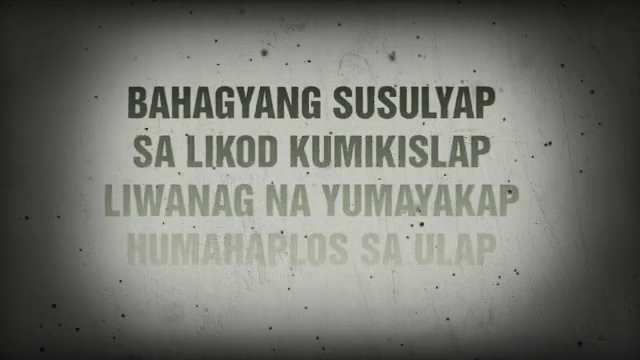 BAHAGYANG SUSULYAP
SA LIKOD KUMIKISLAP
LIWANAG NA YUMAYAKAP
HUMAHAPLOS SA ULAP